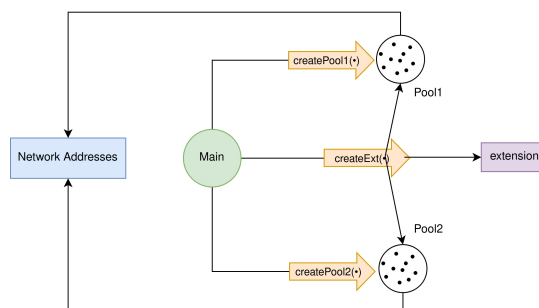 createPool1(•)
Pool1
Network Addresses
Main
createExt(•)
extension
Pool2
createPool2(•)